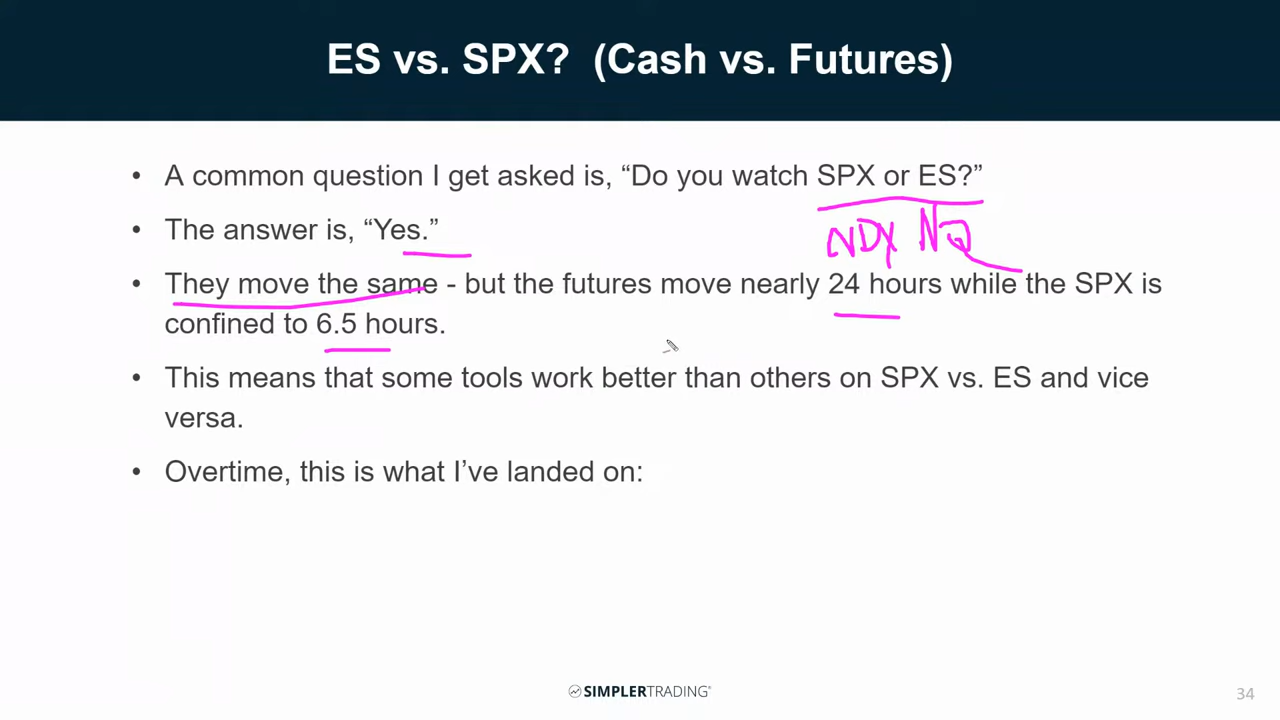 ES vs. SPX? (Cash vs. Futures)
• A common question I get asked is, “Do you watch SPX or ES?”
• The answer is, “Yes.”
NDX NQ
• They move the same - but the futures move nearly 24 hours while the SPX is
confined to 6.5 hours.
• This means that some tools work better than others on SPX vs. ES and vice
versa.
• Overtime, this is what I’ve landed on:
SIMPLERTRADING®
34